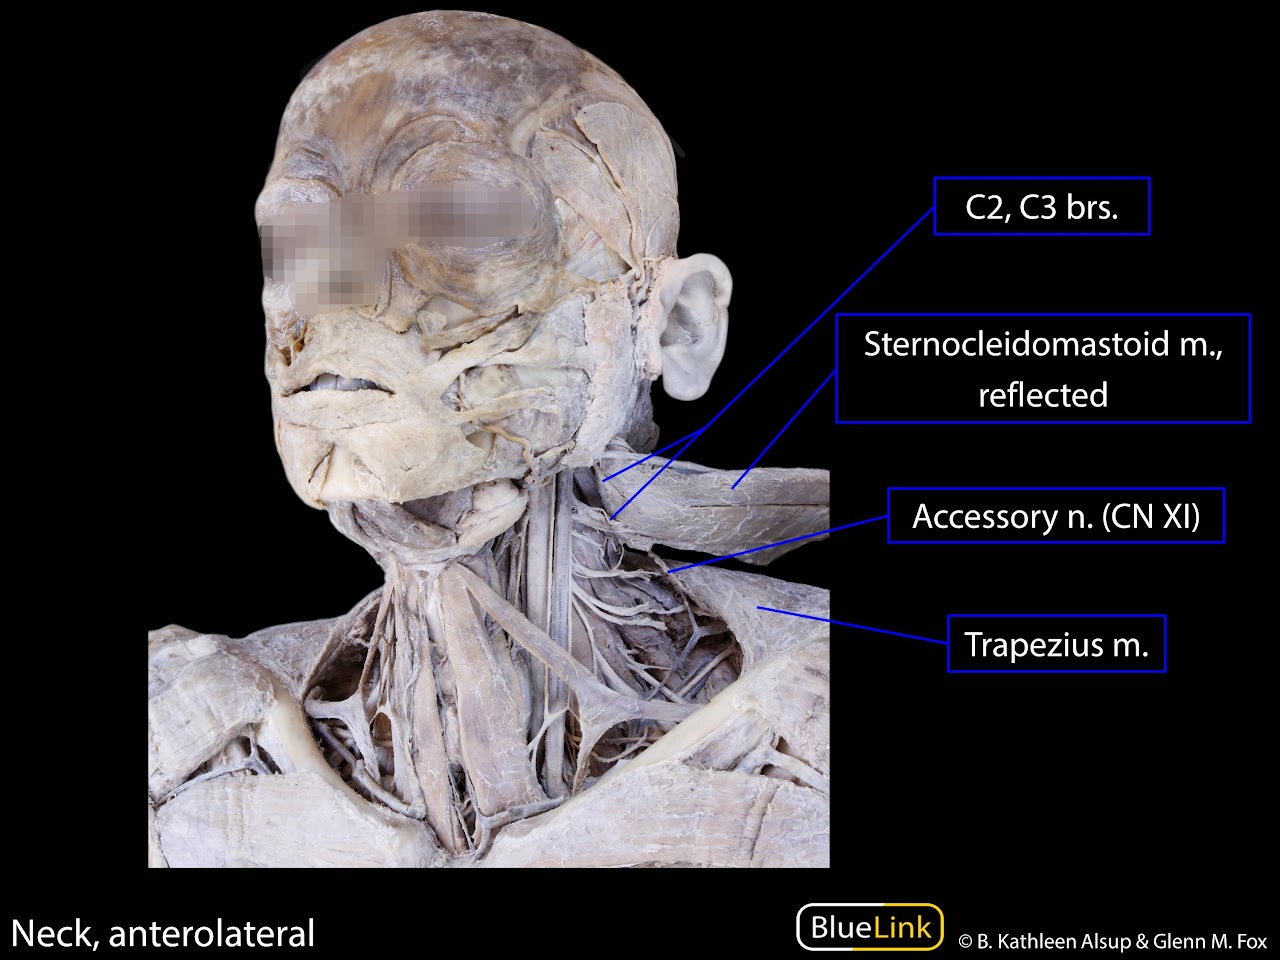 C2, C3 brs.
Sternocleidomastoid m.,
reflected
Accessory n. (CN XI)
Trapezius m.
Neck, anterolateral
BlueLink
© B. Kathleen Alsup & Glenn M. Fox